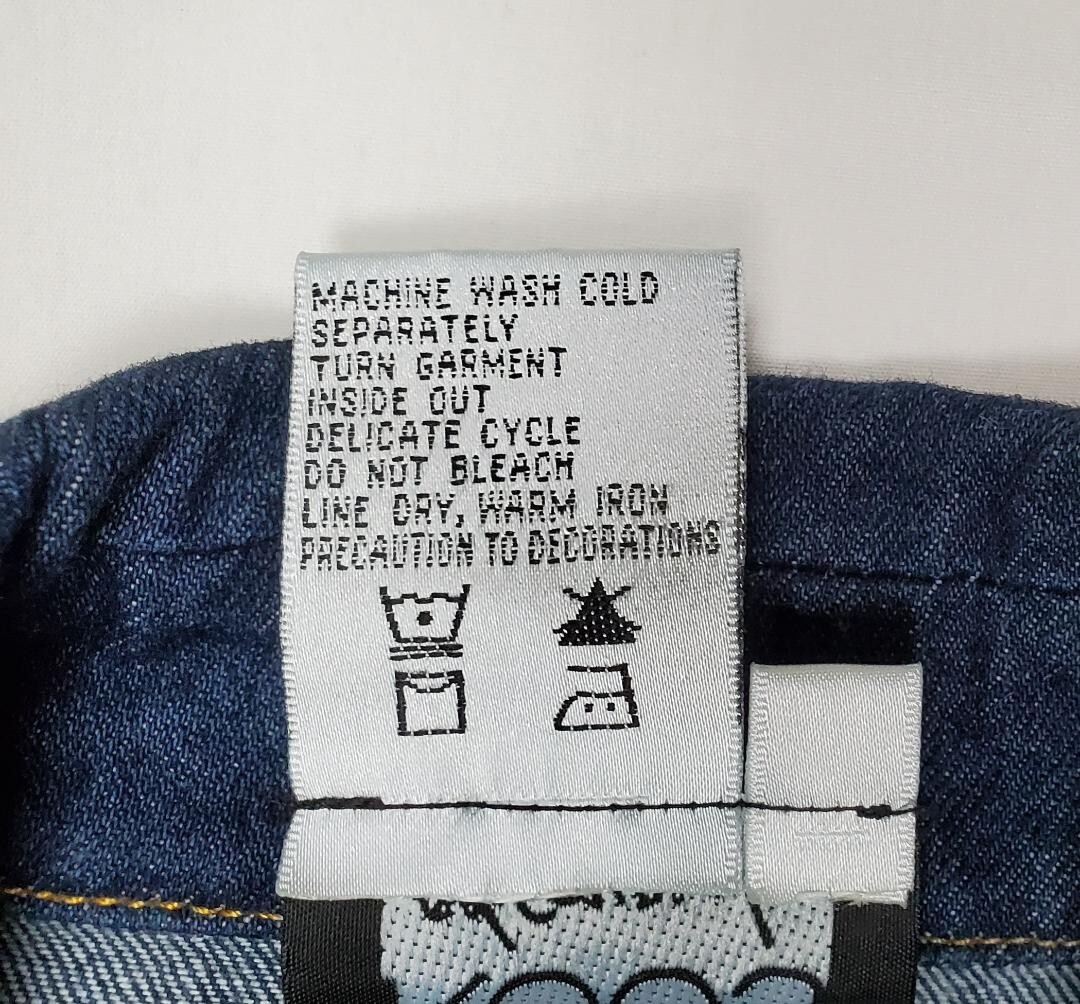 MACHINE WASH COLD
SEPARATELY
TURN GARMENT
INSIDE OUT
DELICATE CYCLE
DO NOT BLEACH
LINE DRY, WARM IRON
PRECAUTION TO DECORATIONS